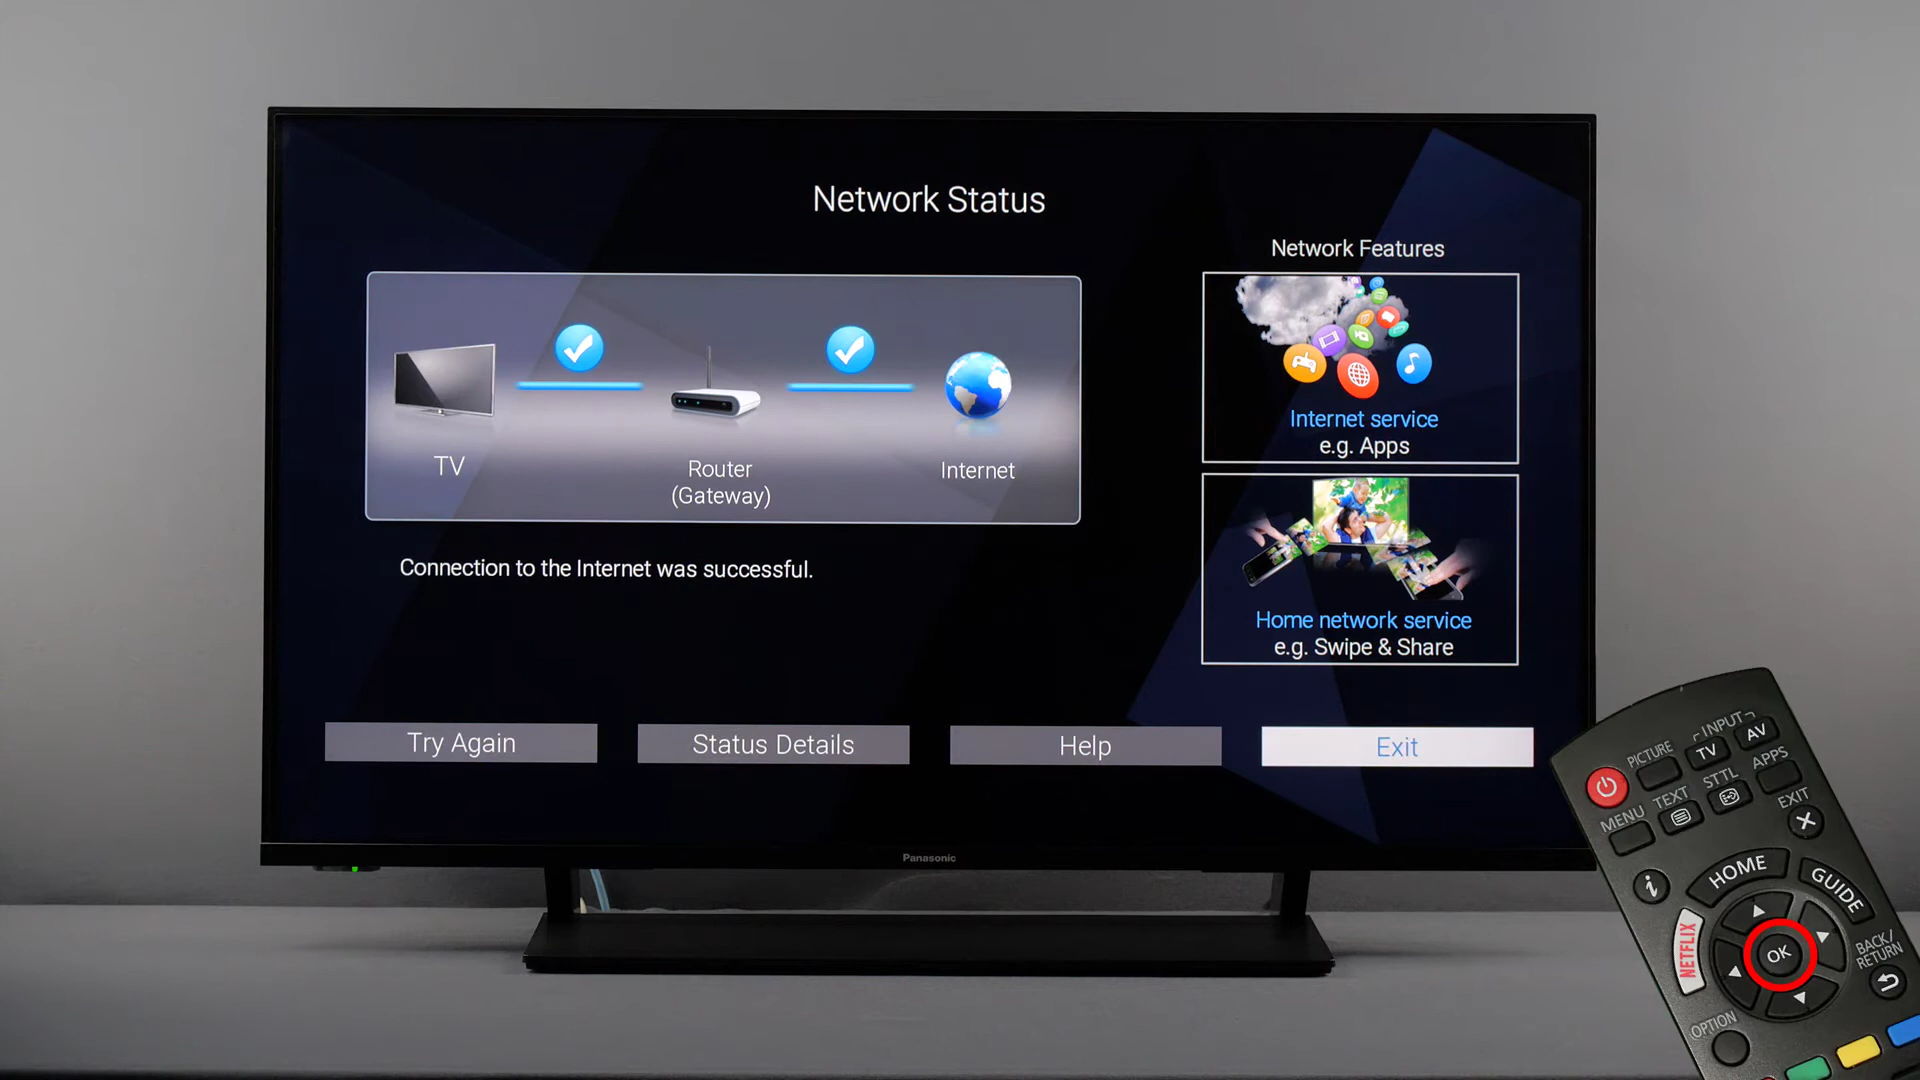 Network Status
Network Features
TV
Router
(Gateway)
Internet
Internet service
e.g. Apps
Connection to the Internet was successful.
Home network service
e.g. Swipe & Share
Try Again
Status Details
Help
Exit
Panasonic
INPUT
PICTURE
TV
AV
MENU
TEXT
STTL
APPS
EXIT
i
HOME
GUIDE
NETFLIX
OK
BACK/
RETURN
OPTION